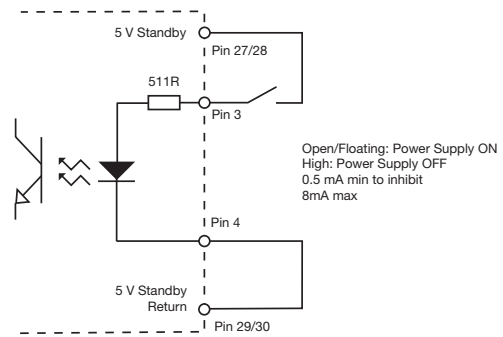 5 V Standby
Pin 27/28
511R
Pin 3
Open/Floating: Power Supply ON
High: Power Supply OFF
0.5 mA min to inhibit
8mA max
Pin 4
5 V Standby
Return
Pin 29/30